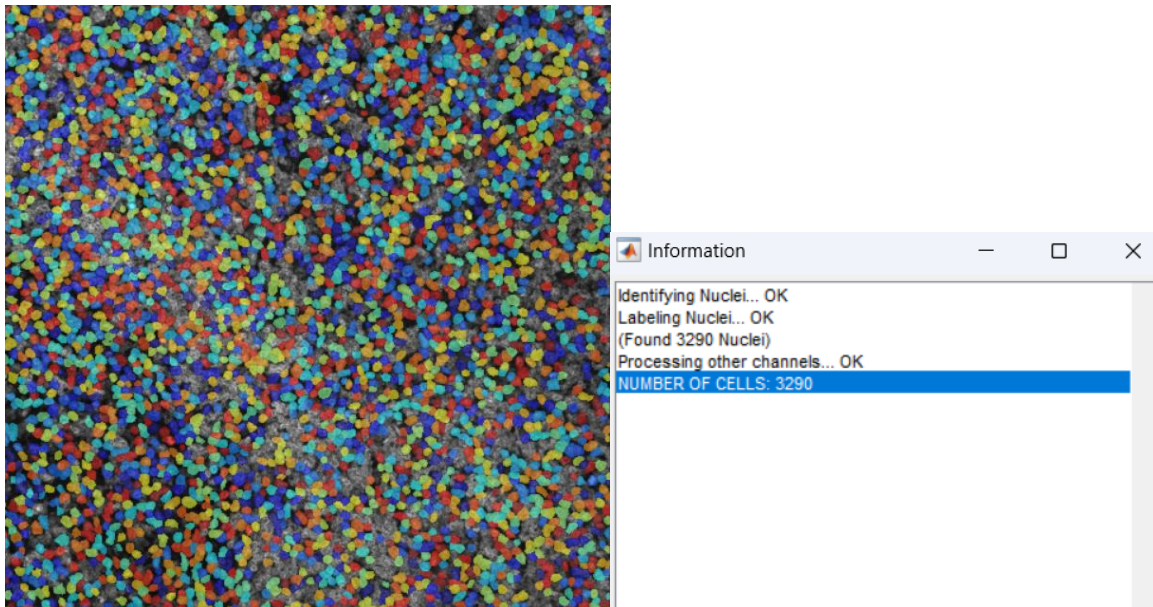 Information
Identifying Nuclei... OK
Labeling Nuclei... OK
(Found 3290 Nuclei)
Processing other channels... OK
NUMBER OF CELLS: 3290